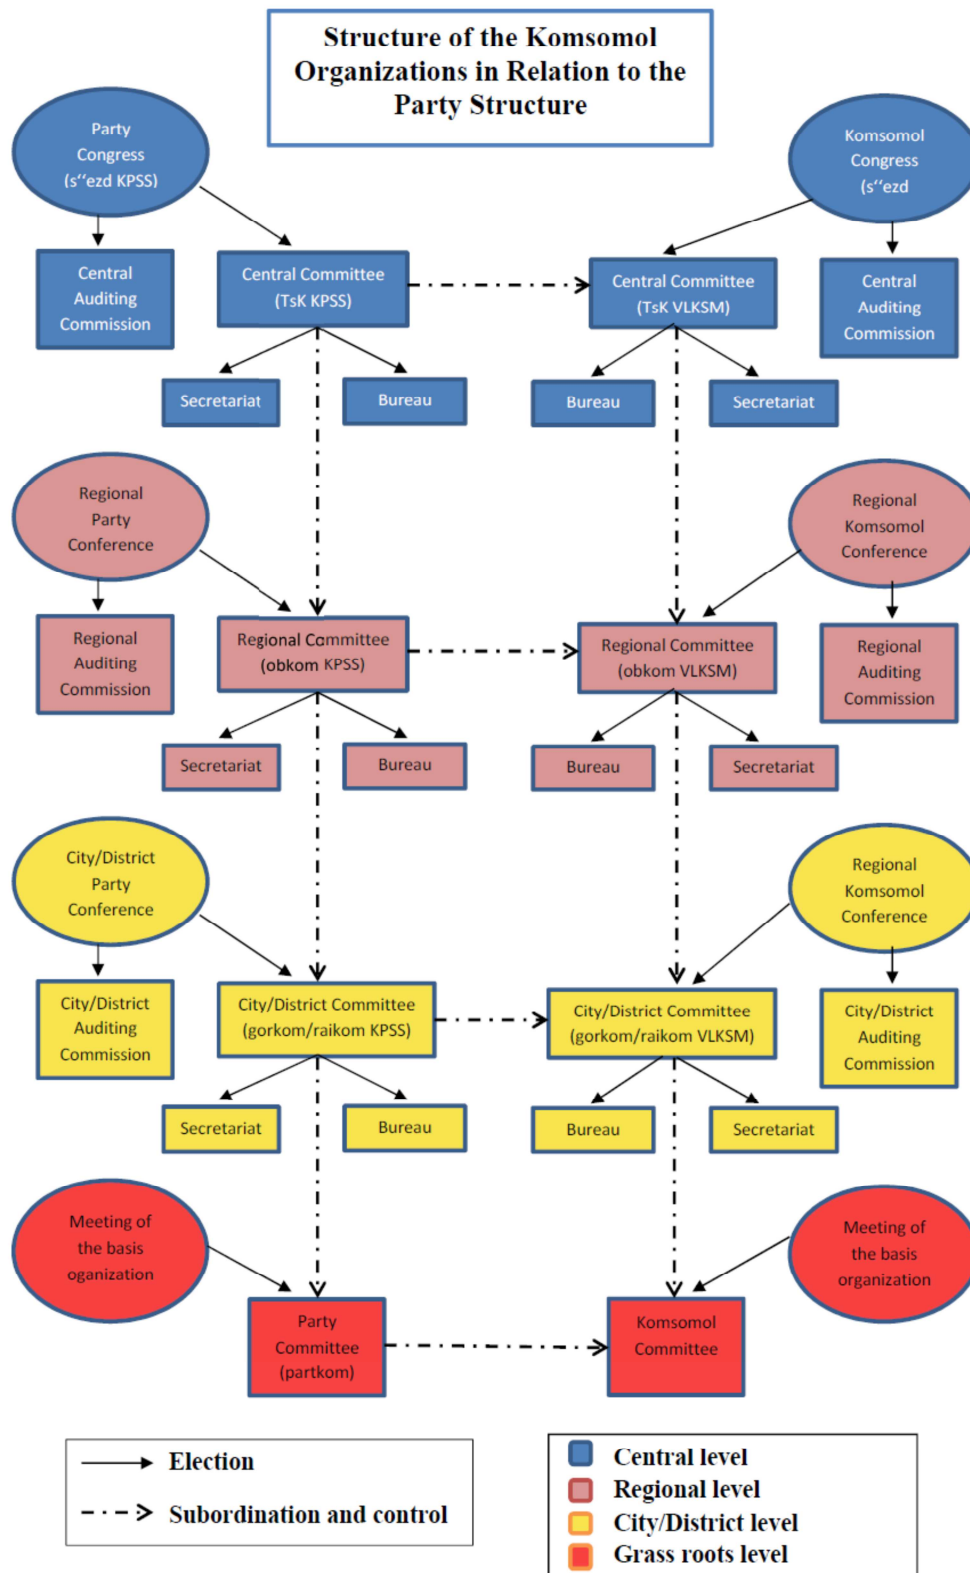 Structure of the Komsomol
Organizations in Relation to the
Party Structure
Party
Congress
(s‘‘ezd KPSS)
Komsomol
Congress
(s‘‘ezd
Central
Auditing
Commission
Central Committee
(TsK KPSS)
Central Committee
(TsK VLKSM)
Central
Auditing
Commission
Secretariat
Bureau
Bureau
Secretariat
Regional
Party
Conference
Regional
Komsomol
Conference
Regional
Auditing
Commission
Regional Committee
(obkom KPSS)
Regional Committee
(obkom VLKSM)
Regional
Auditing
Commission
Secretariat
Bureau
Bureau
Secretariat
City/District
Party
Conference
Regional
Komsomol
Conference
City/District
Auditing
Commission
City/District Committee
(gorkom/raikom KPSS)
City/District Committee
(gorkom/raikom VLKSM)
City/District
Auditing
Commission
Secretariat
Bureau
Bureau
Secretariat
Meeting of
the basis
oganization
Meeting of
the basis
organization
Party
Committee
(partkom)
Komsomol
Committee
Election
Subordination and control
Central level
Regional level
City/District level
Grass roots level